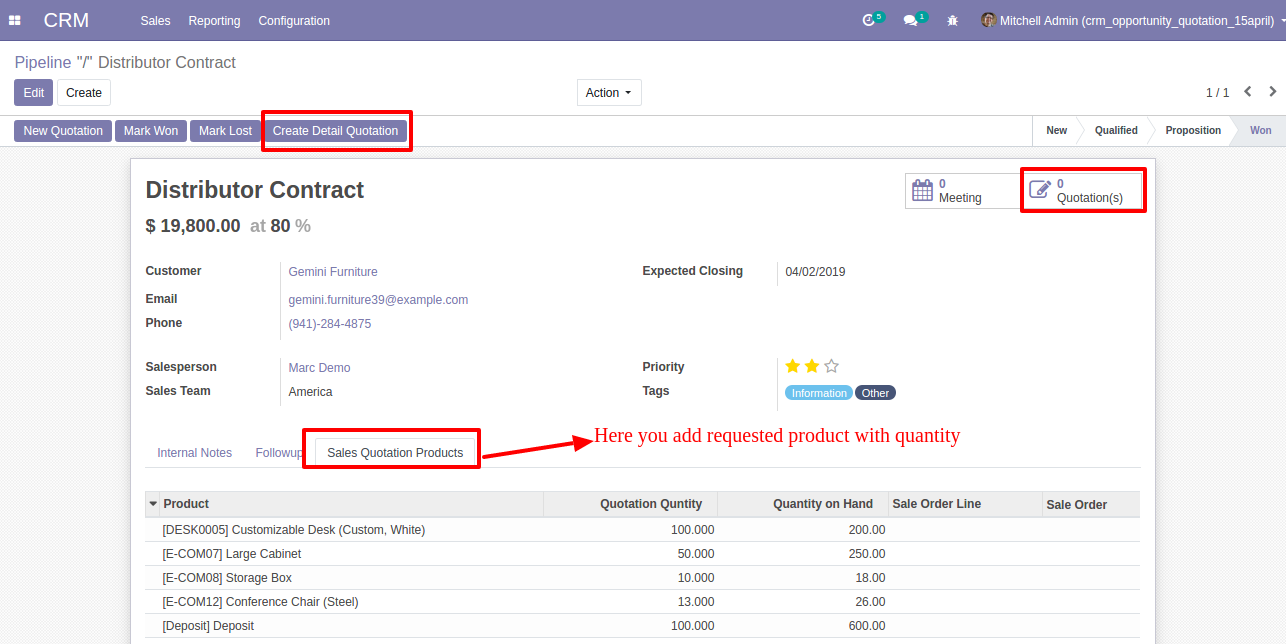 CRM Sales Reporting Configuration 5 1 Mitchell Admin (crm_opportunity_quotation_15april)
Pipeline "/" Distributor Contract
Edit Create Action 1 / 1
New Quotation Mark Won Mark Lost Create Detail Quotation New Qualified Proposition Won
Distributor Contract
0 Meeting
0 Quotation(s)
$ 19,800.00 at 80 %
Customer Gemini Furniture Expected Closing 04/02/2019
Email gemini.furniture39@example.com
Phone (941)-284-4875
Salesperson Marc Demo Priority
Sales Team America Tags Information Other
Here you add requested product with quantity
Internal Notes Followup Sales Quotation Products
Product Quotation Quntity Quantity on Hand Sale Order Line Sale Order
[DESK0005] Customizable Desk (Custom, White) 100.000 200.00
[E-COM07] Large Cabinet 50.000 250.00
[E-COM08] Storage Box 10.000 18.00
[E-COM12] Conference Chair (Steel) 13.000 26.00
[Deposit] Deposit 100.000 600.00